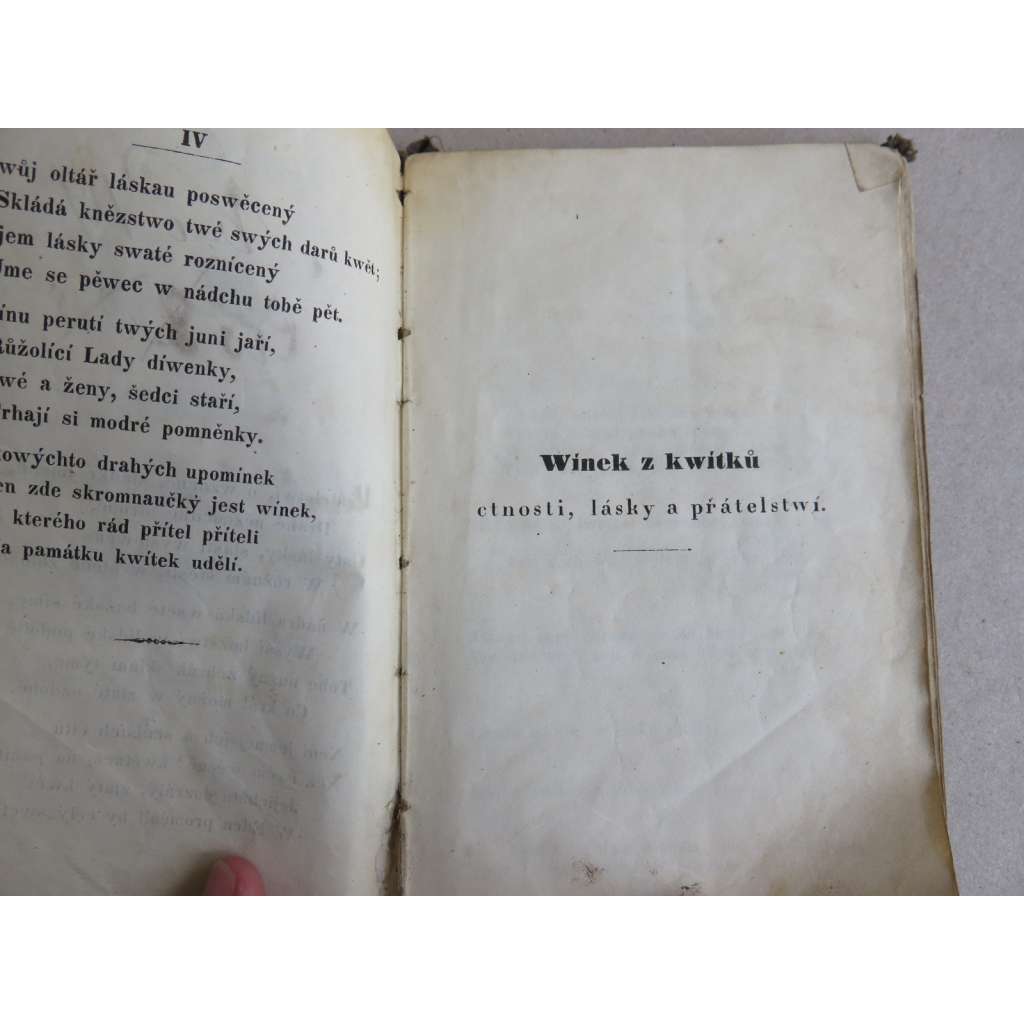 IV
wůj oltář láskau poswěcený
Skládá knězstwo twé swých darů kwět;
jem lásky swaté roznícený
Ume se pěwec w nádchu tobě pět.
ínu perutí twých juni jaří,
Růžolící Lady díwenky,
wé a ženy, šedci staří,
rhají si modré pomněnky.
owýchto drahých upomínek
en zde skromnaučký jest wínek,
kterého rád přítel příteli
a památku kwítek udělí.
Wínek z kwítků
ctnosti, lásky a přátelstwí.